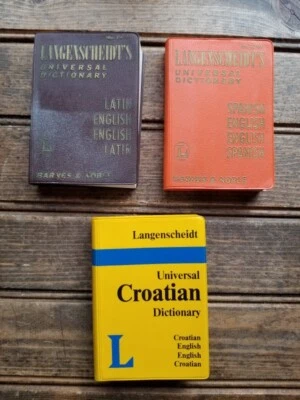 LANGENSCHEIDT'S
UNIVERSAL
DICTIONARY
LATIN
ENGLISH
ENGLISH
LATIN
LANGENSCHEIDT'S
UNIVERSAL
DICTIONARY
SPANISH
ENGLISH
ENGLISH
SPANISH
Langenscheidt
Universal
Croatian
Dictionary
L
Croatian
English
English
Croatian